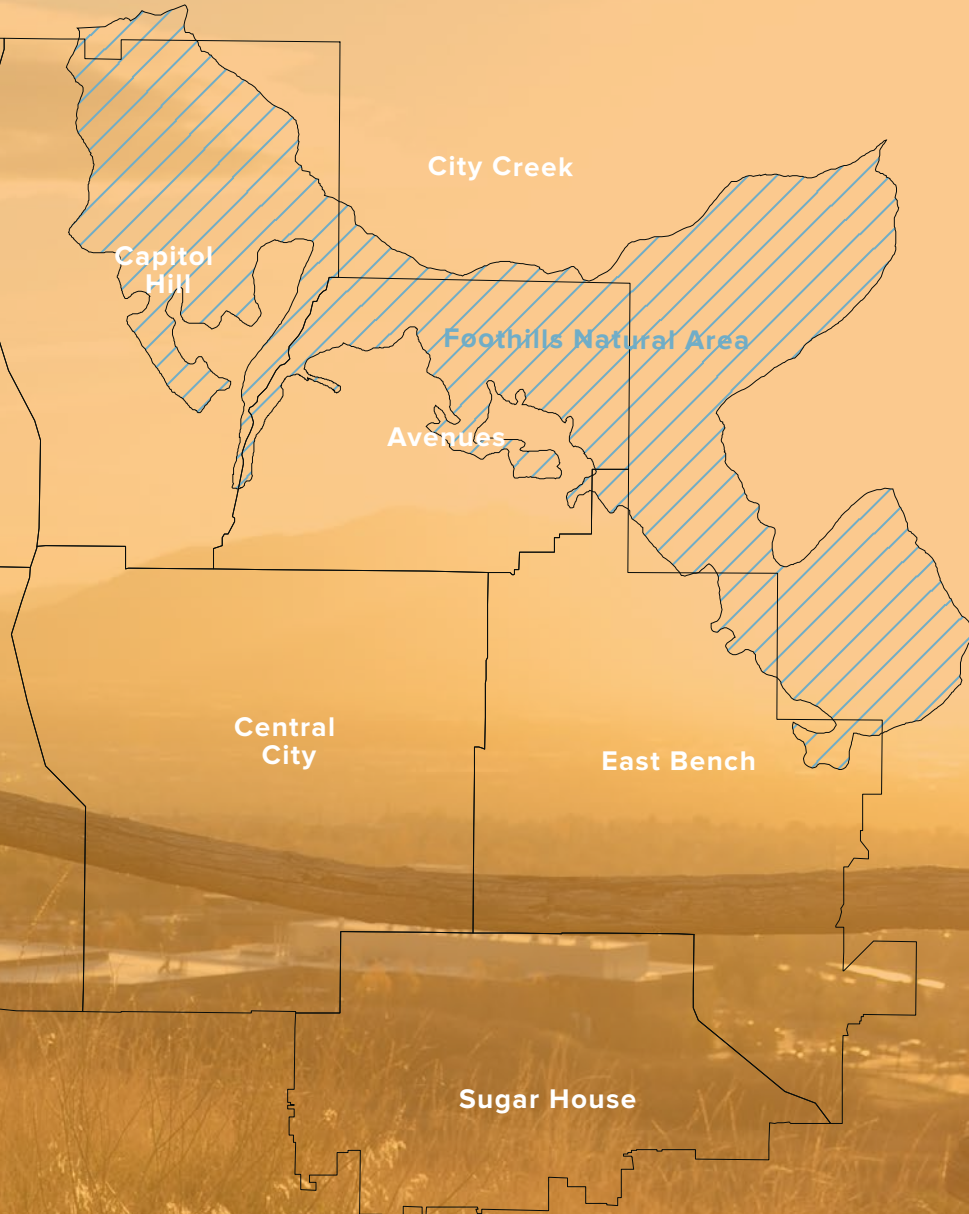 City Creek
Capitol
Hill
Foothills Natural Area
Avenues
Central
City
East Bench
Sugar House